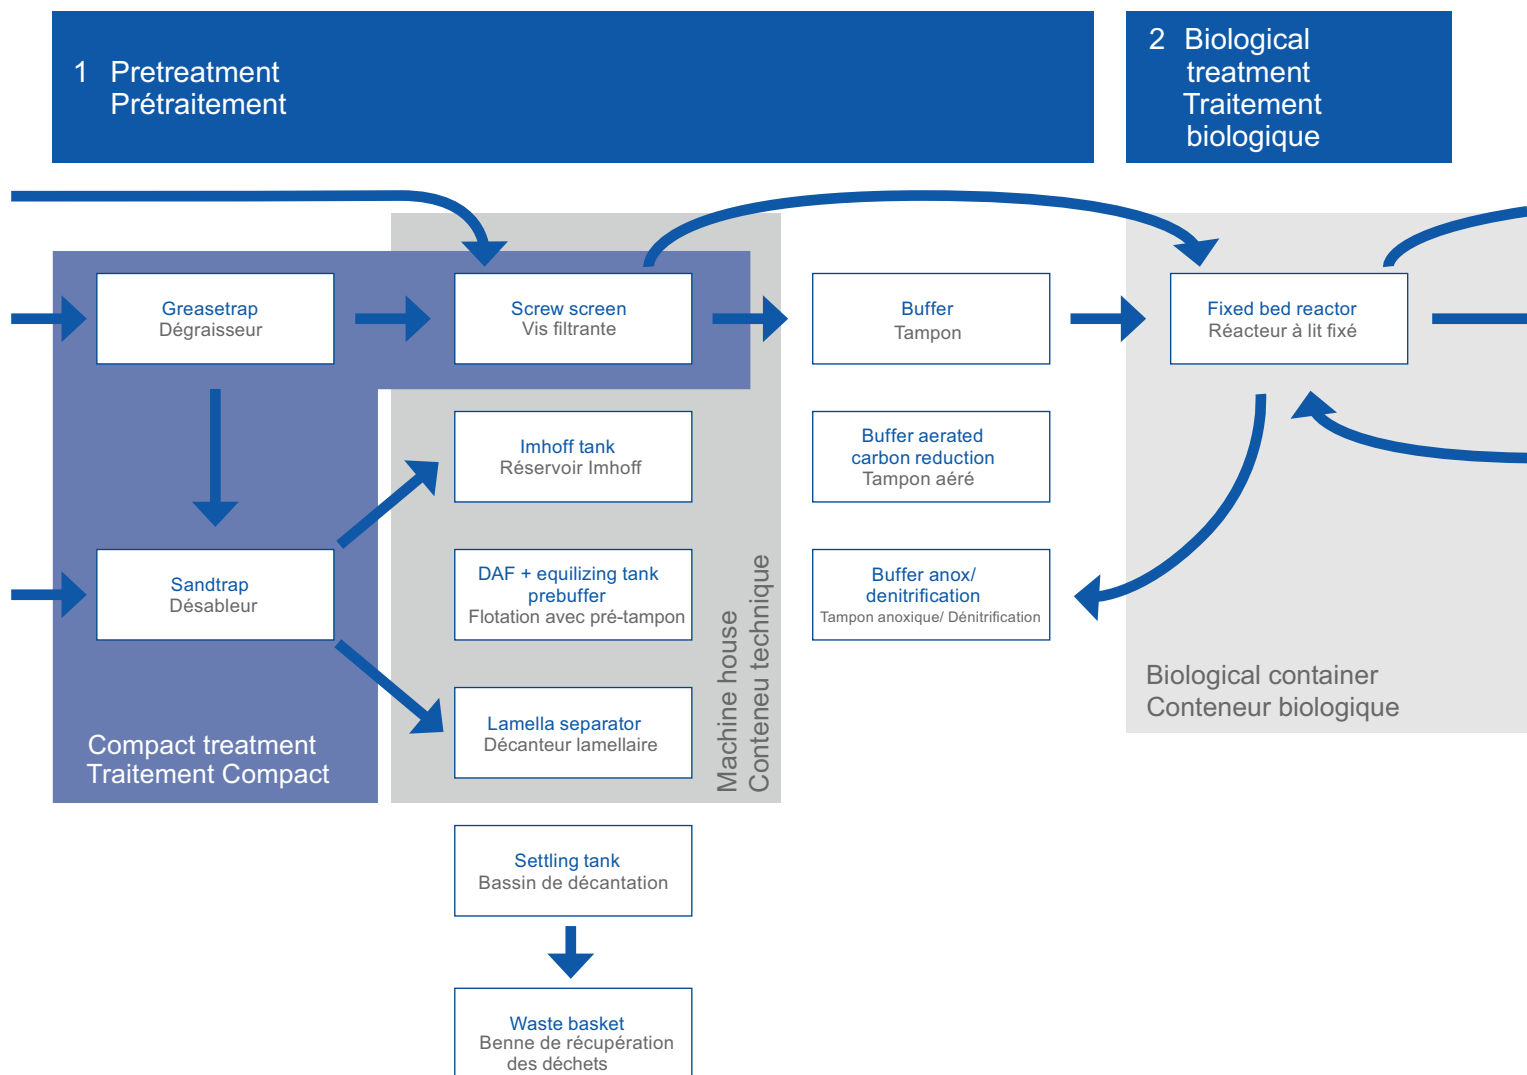 1 Pretreatment
Prétraitement
2 Biological
treatment
Traitement
biologique
Greasetrap
Dégraisseur
Screw screen
Vis filtrante
Buffer
Tampon
Fixed bed reactor
Réacteur à lit fixé
Imhoff tank
Réservoir Imhoff
Buffer aerated
carbon reduction
Tampon aéré
Sandtrap
Désableur
DAF + equilizing tank
prebuffer
Flotation avec pré-tampon
Buffer anox/
denitrification
Tampon anoxique/ Dénitrification
Machine house
Conteneu technique
Biological container
Conteneur biologique
Lamella separator
Décanteur lamellaire
Compact treatment
Traitement Compact
Settling tank
Bassin de décantation
Waste basket
Benne de récupération
des déchets